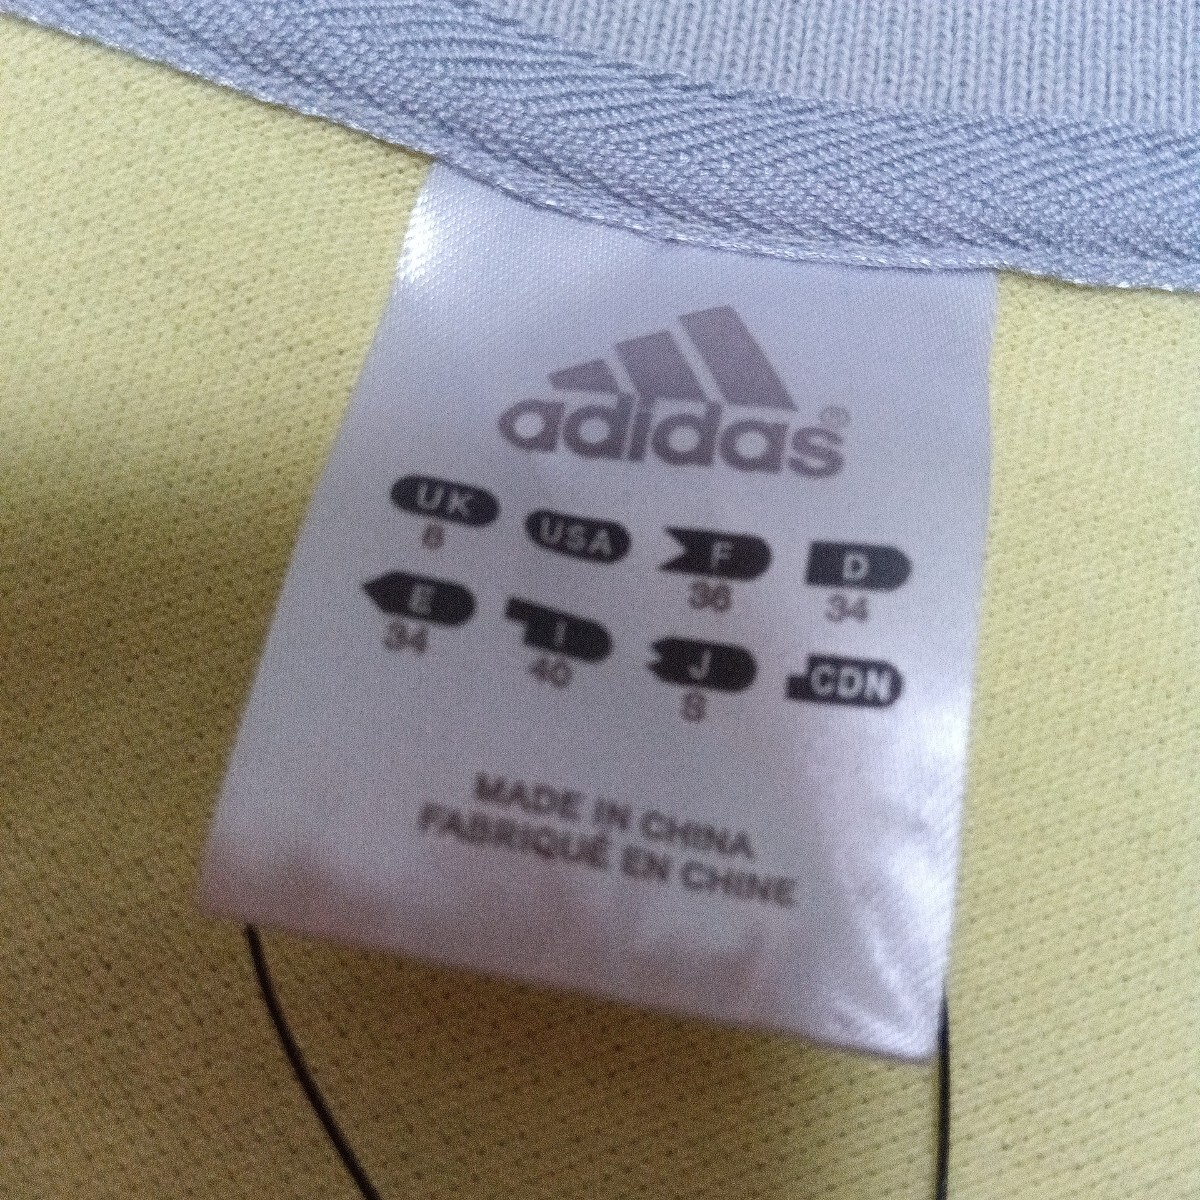 adidas®
UK USA F D
8 36 34
E I J CDN
34 40 S
MADE IN CHINA
FABRIQUÉ EN CHINE